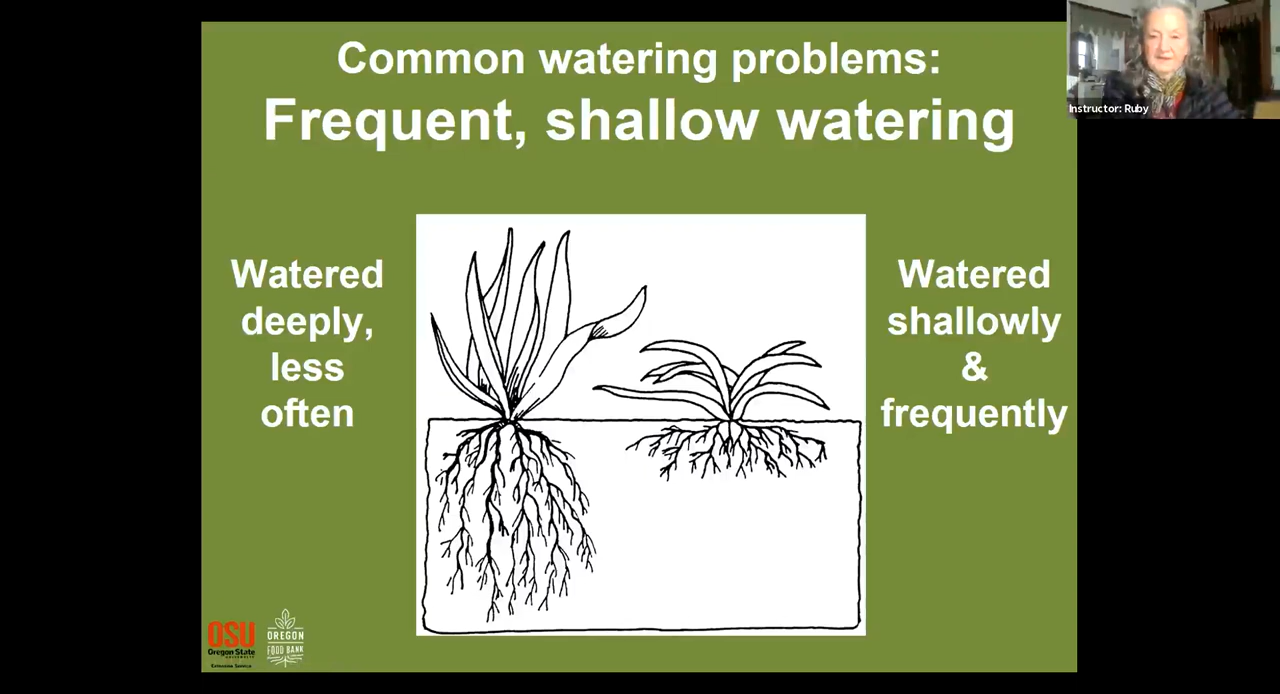 Common watering problems:
Frequent, shallow watering
Instructor: Ruby
Watered
deeply,
less
often
Watered
shallowly
&
frequently
OSU
Oregon State
Extension Service
OREGON
FOOD BANK